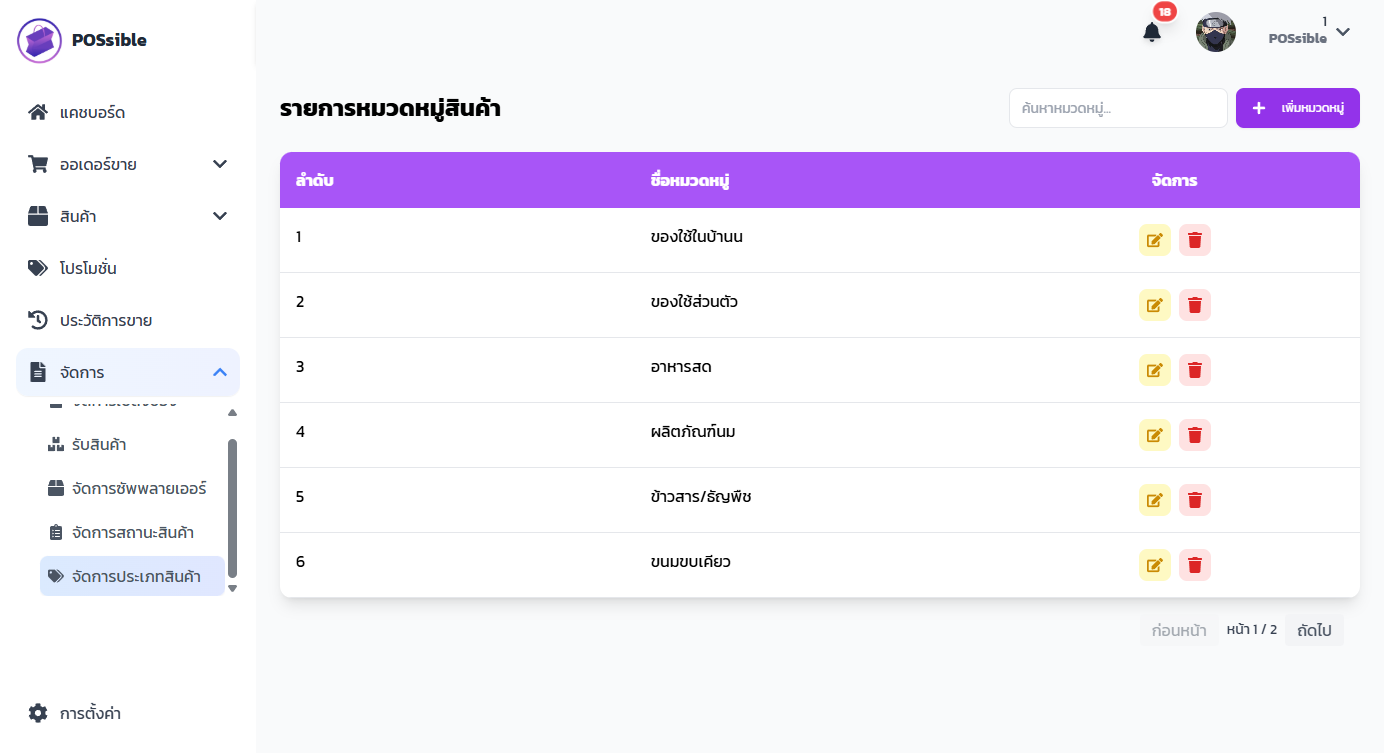 POSsible
แคชบอร์ด
ออเดอร์ขาย
สินค้า
โปรโมชั่น
ประวัติการขาย
จัดการ
รับสินค้า
จัดการซัพพลายเออร์
จัดการสถานะสินค้า
จัดการประเภทสินค้า
การตั้งค่า
18
1
POSsible
รายการหมวดหมู่สินค้า
ค้นหาหมวดหมู่...
เพิ่มหมวดหมู่
ลำดับ ชื่อหมวดหมู่ จัดการ
1 ของใช้ในบ้านน
2 ของใช้ส่วนตัว
3 อาหารสด
4 ผลิตภัณฑ์นม
5 ข้าวสาร/ธัญพืช
6 ขนมขบเคียว
ก่อนหน้า หน้า 1 / 2 ถัดไป